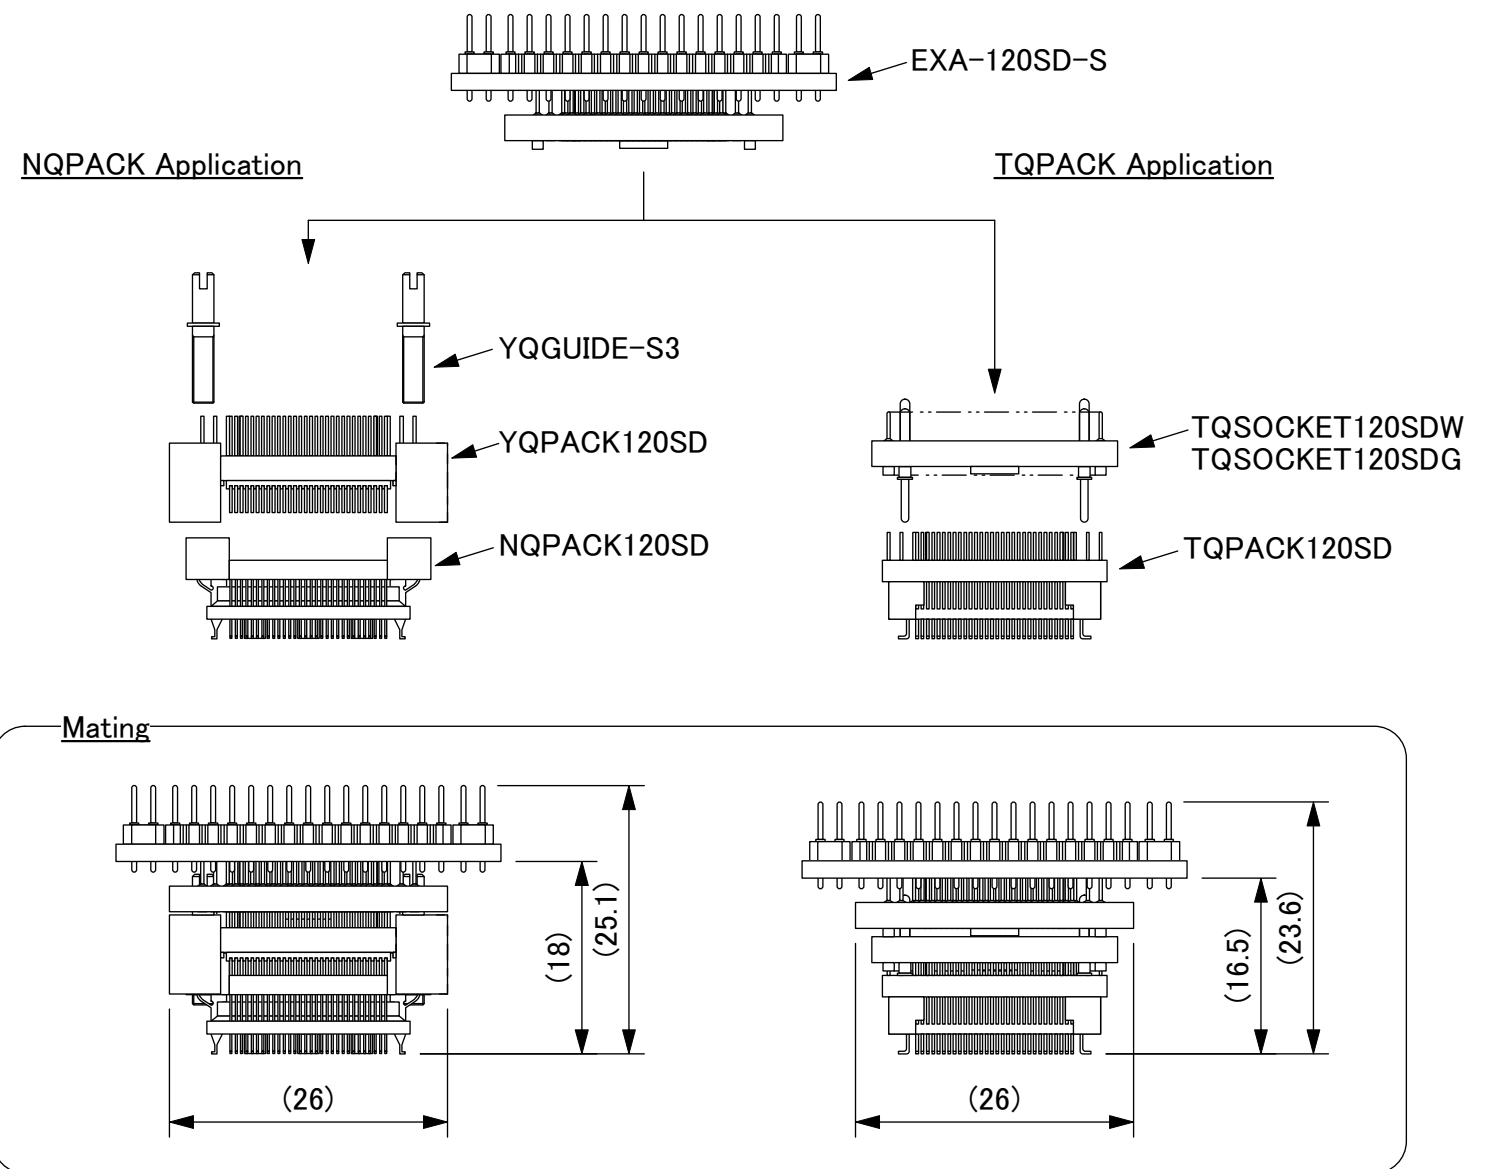 EXA-120SD-S
NQPACK Application
TQPACK Application
YQGUIDE-S3
YQPACK120SD
NQPACK120SD
TQSOCKET120SDW
TQSOCKET120SDG
TQPACK120SD
Mating
(18)
(25.1)
(26)
(16.5)
(23.6)
(26)